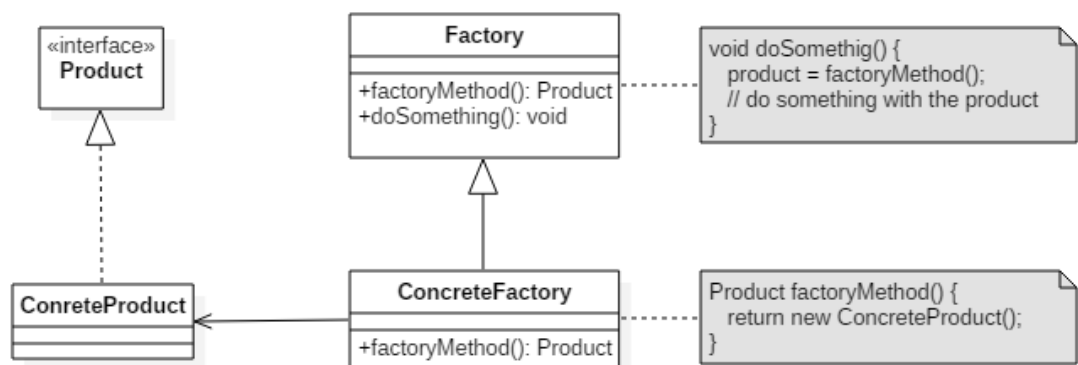 «interface»
Product
Factory
+factoryMethod(): Product
+doSomething(): void
void doSomethig() {
product = factoryMethod();
// do something with the product
}
ConreteProduct
ConcreteFactory
+factoryMethod(): Product
Product factoryMethod() {
return new ConcreteProduct();
}